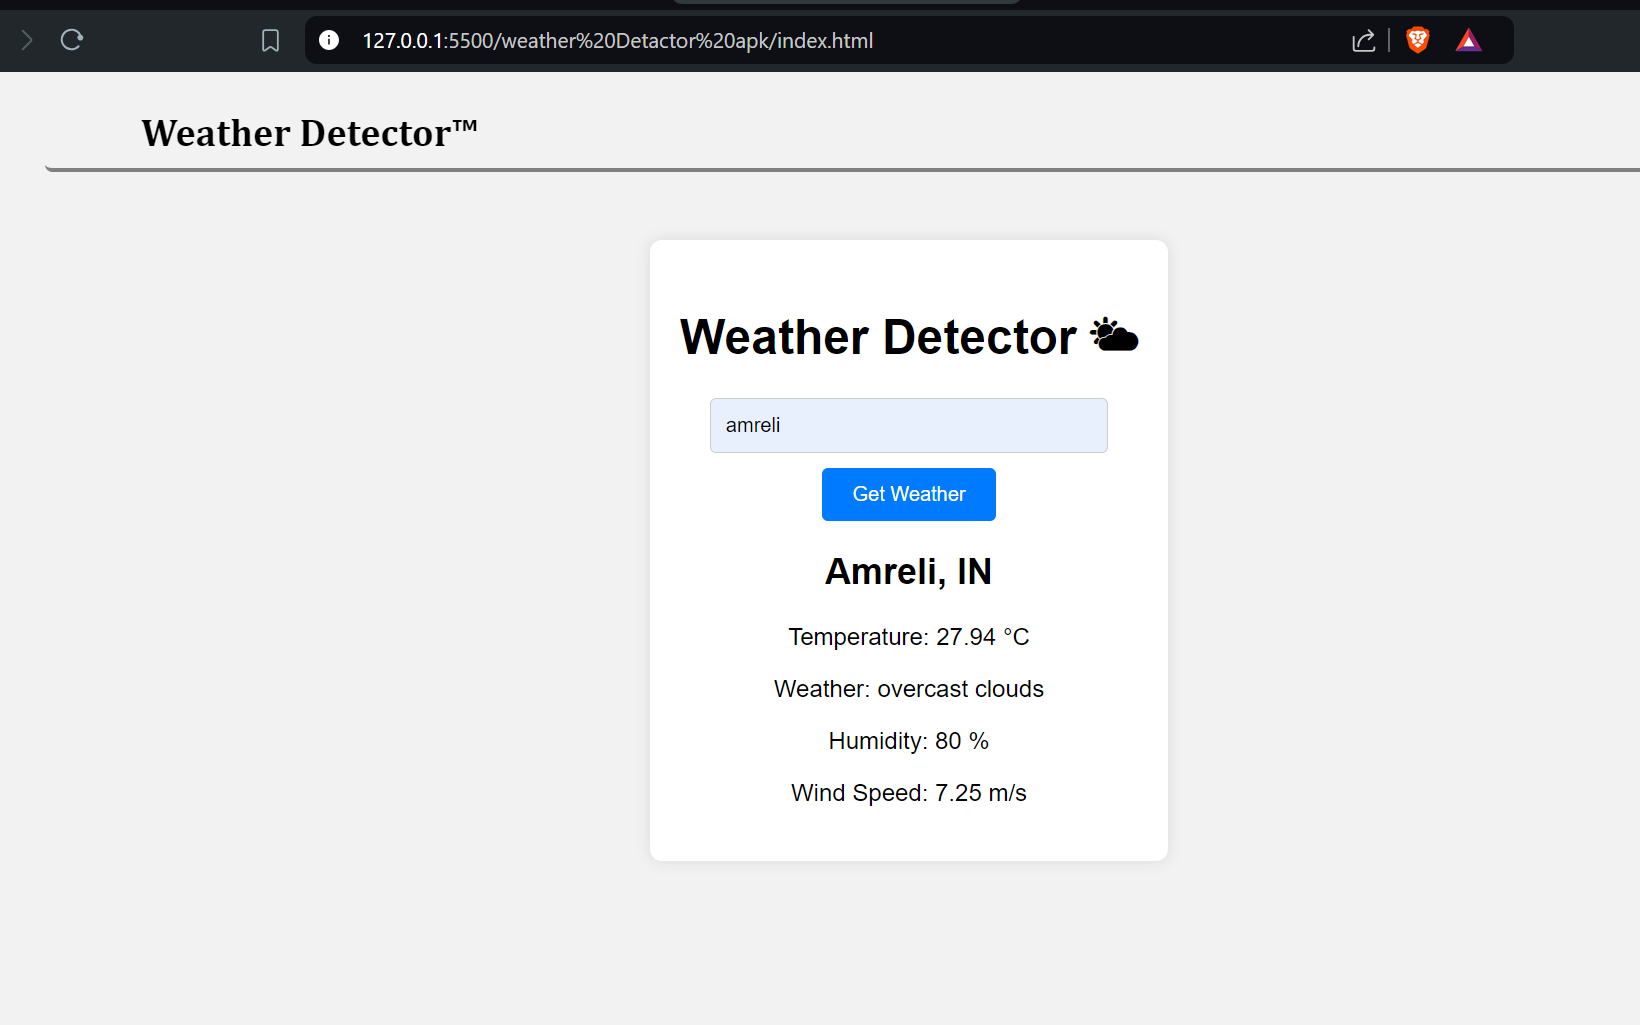 127.0.0.1:5500/weather%20Detactor%20apk/index.html
Weather Detector™
Weather Detector
amreli
Get Weather
Amreli, IN
Temperature: 27.94 °C
Weather: overcast clouds
Humidity: 80 %
Wind Speed: 7.25 m/s